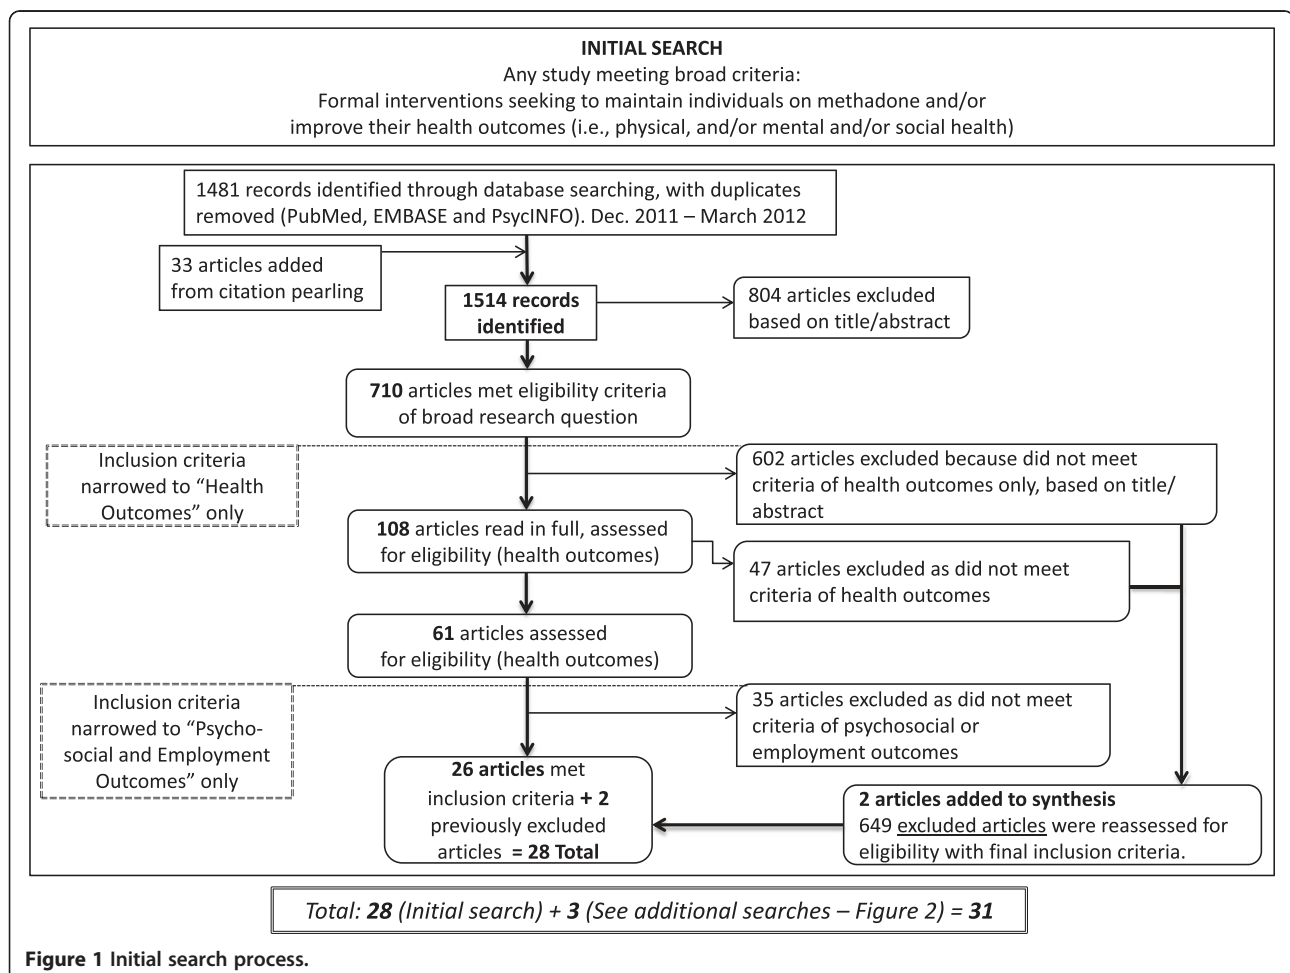 INITIAL SEARCH
Any study meeting broad criteria:
Formal interventions seeking to maintain individuals on methadone and/or
improve their health outcomes (i.e., physical, and/or mental and/or social health)
1481 records identified through database searching, with duplicates
removed (PubMed, EMBASE and PsycINFO). Dec. 2011 – March 2012
33 articles added
from citation pearling
1514 records
identified
804 articles excluded
based on title/abstract
710 articles met eligibility criteria
of broad research question
Inclusion criteria
narrowed to “Health
Outcomes” only
602 articles excluded because did not meet
criteria of health outcomes only, based on title/
abstract
108 articles read in full, assessed
for eligibility (health outcomes)
47 articles excluded as did not meet
criteria of health outcomes
61 articles assessed
for eligibility (health outcomes)
Inclusion criteria
narrowed to “Psycho-
social and Employment
Outcomes” only
35 articles excluded as did not meet
criteria of psychosocial or
employment outcomes
26 articles met
inclusion criteria + 2
previously excluded
articles = 28 Total
2 articles added to synthesis
649 excluded articles were reassessed for
eligibility with final inclusion criteria.
Total: 28 (Initial search) + 3 (See additional searches – Figure 2) = 31
Figure 1 Initial search process.